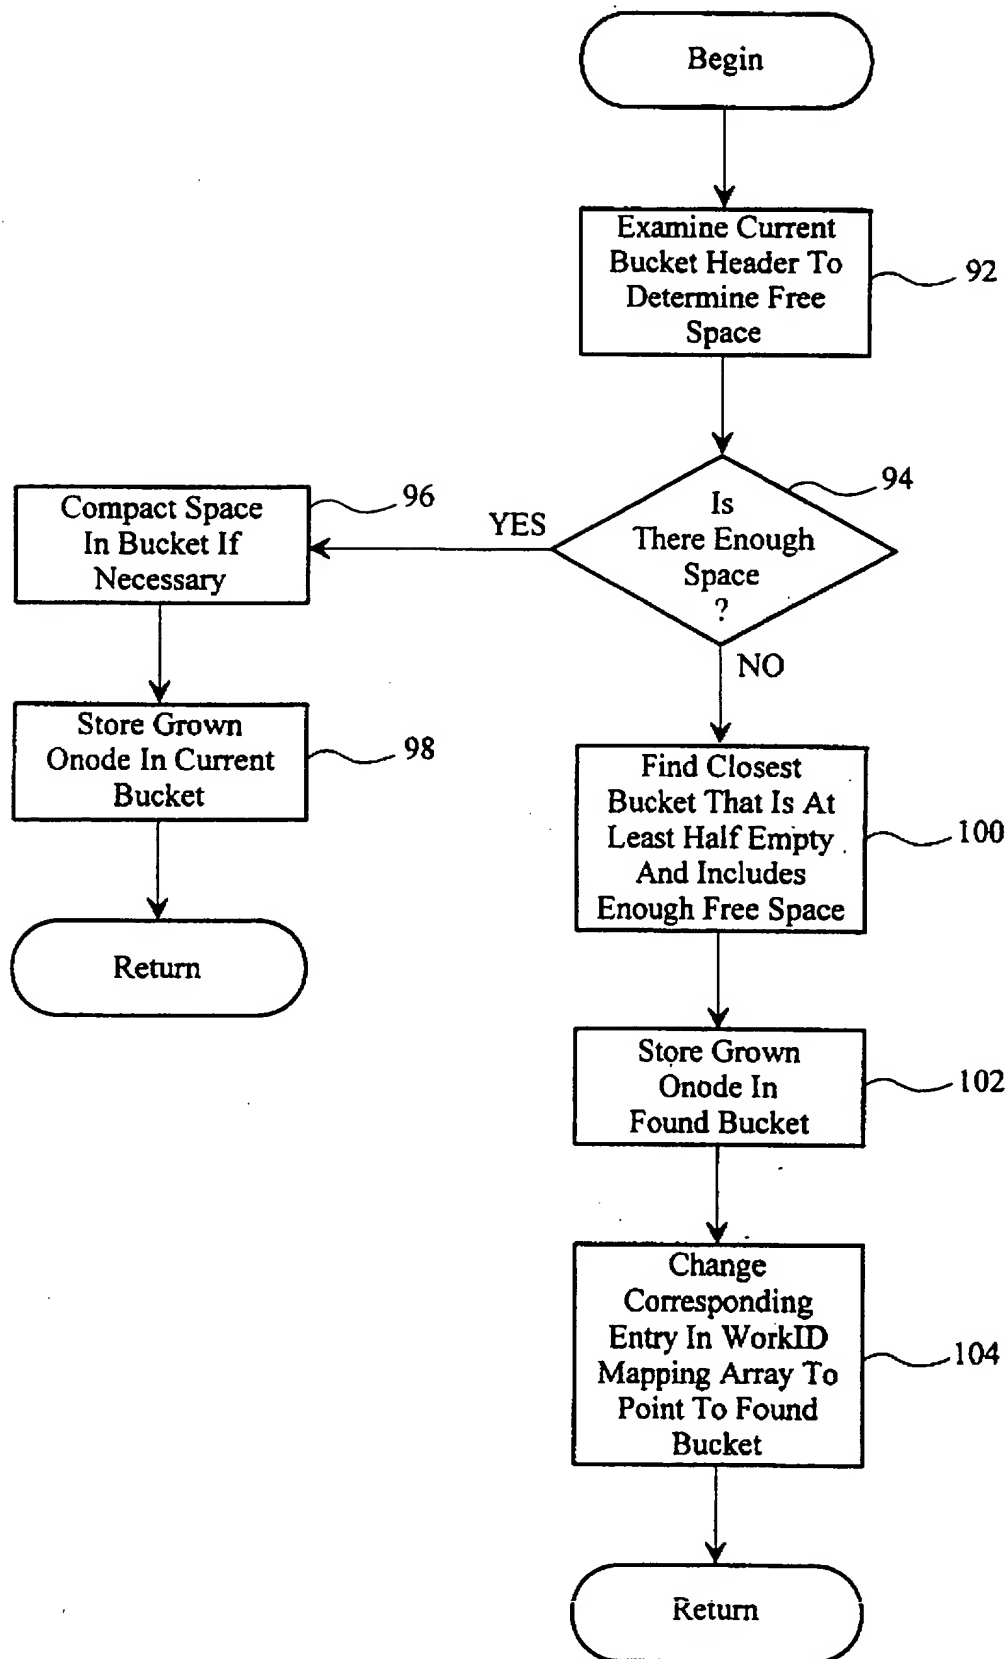 Begin
Examine Current
Bucket Header To
Determine Free
Space
92
Is
There Enough
Space
?
94
YES
NO
Compact Space
In Bucket If
Necessary
96
Store Grown
Onode In Current
Bucket
98
Return
Find Closest
Bucket That Is At
Least Half Empty
And Includes
Enough Free Space
100
Store Grown
Onode In
Found Bucket
102
Change
Corresponding
Entry In WorkID
Mapping Array To
Point To Found
Bucket
104
Return